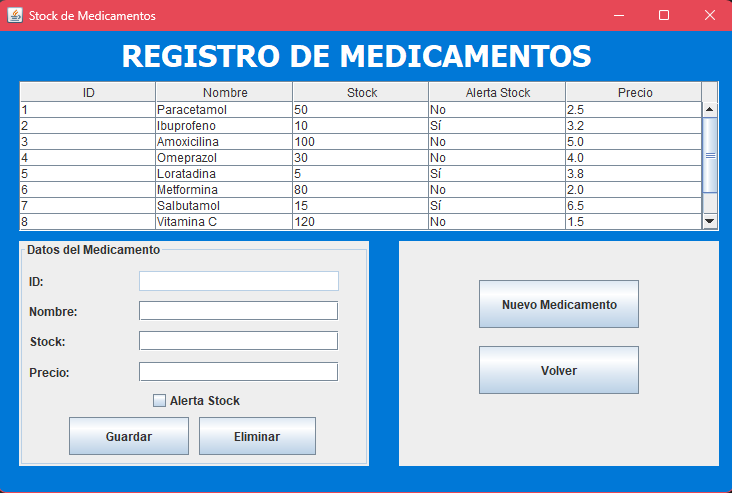 Stock de Medicamentos
REGISTRO DE MEDICAMENTOS
ID Nombre Stock Alerta Stock Precio
1 Paracetamol 50 No 2.5
2 Ibuprofeno 10 Sí 3.2
3 Amoxicilina 100 No 5.0
4 Omeprazol 30 No 4.0
5 Loratadina 5 Sí 3.8
6 Metformina 80 No 2.0
7 Salbutamol 15 Sí 6.5
8 Vitamina C 120 No 1.5
Datos del Medicamento
ID:
Nombre:
Stock:
Precio:
Alerta Stock
Guardar Eliminar
Nuevo Medicamento
Volver